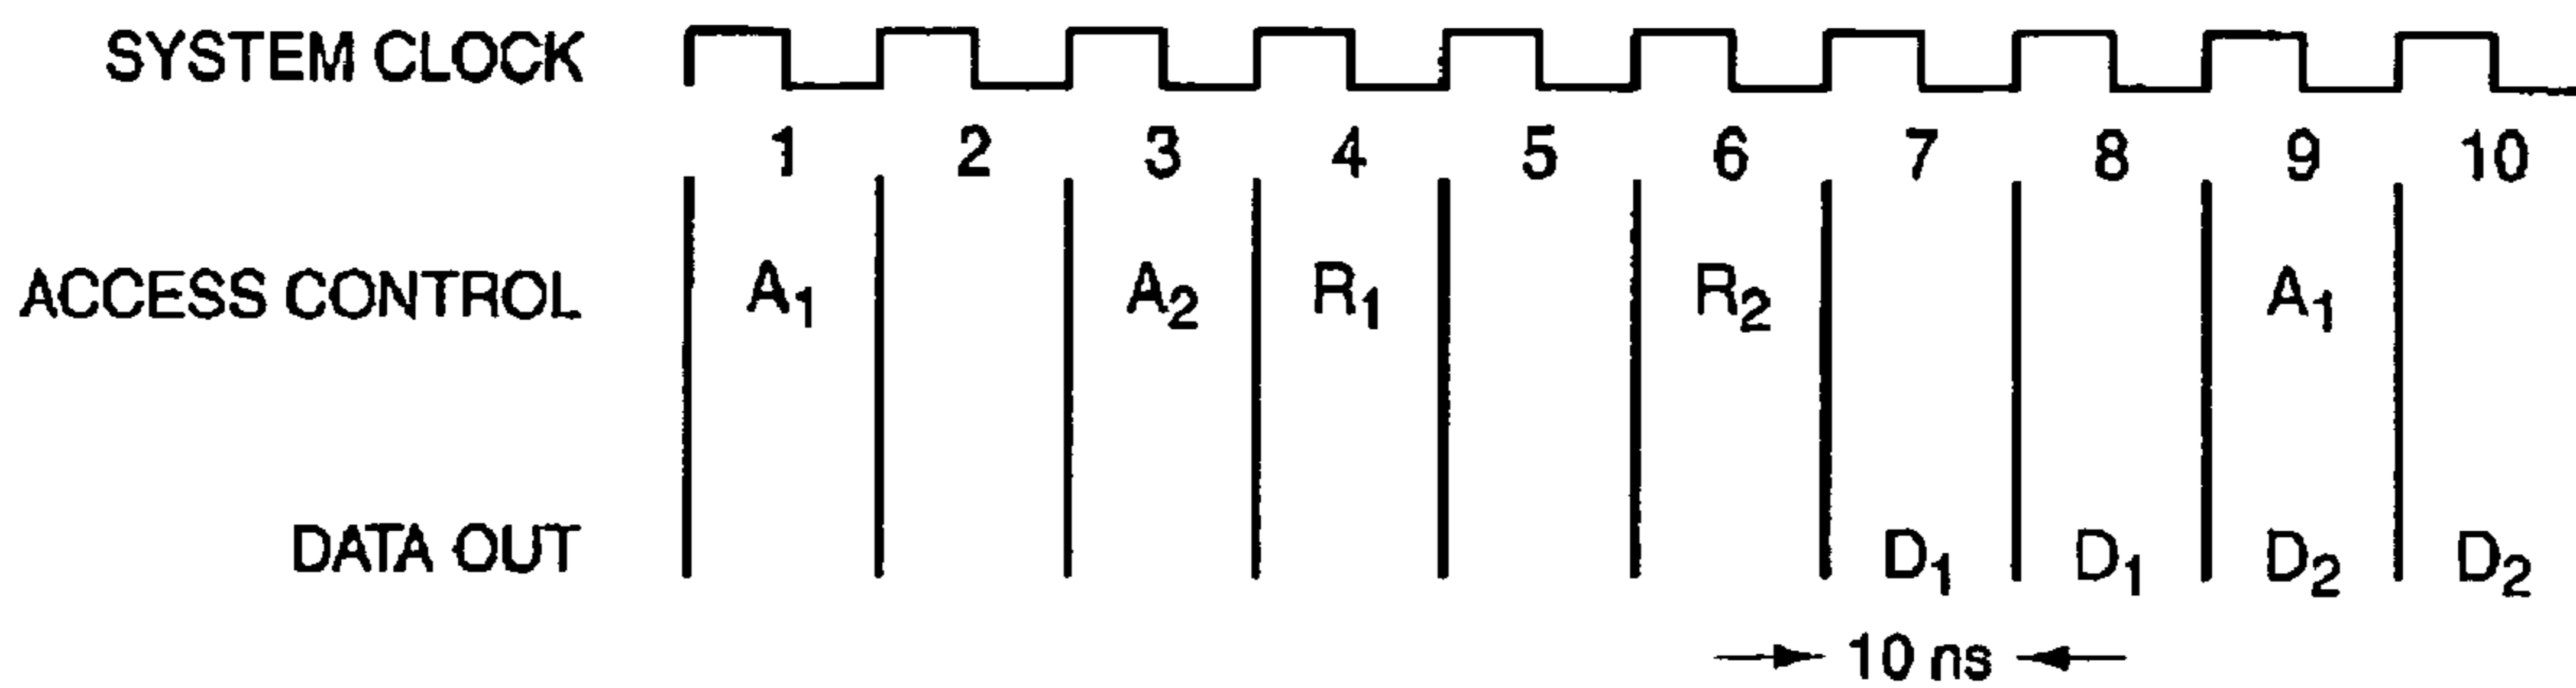 SYSTEM CLOCK
1 2 3 4 5 6 7 8 9 10
ACCESS CONTROL A₁ A₂ R₁ R₂ A₁
DATA OUT D₁ D₁ D₂ D₂
10 ns